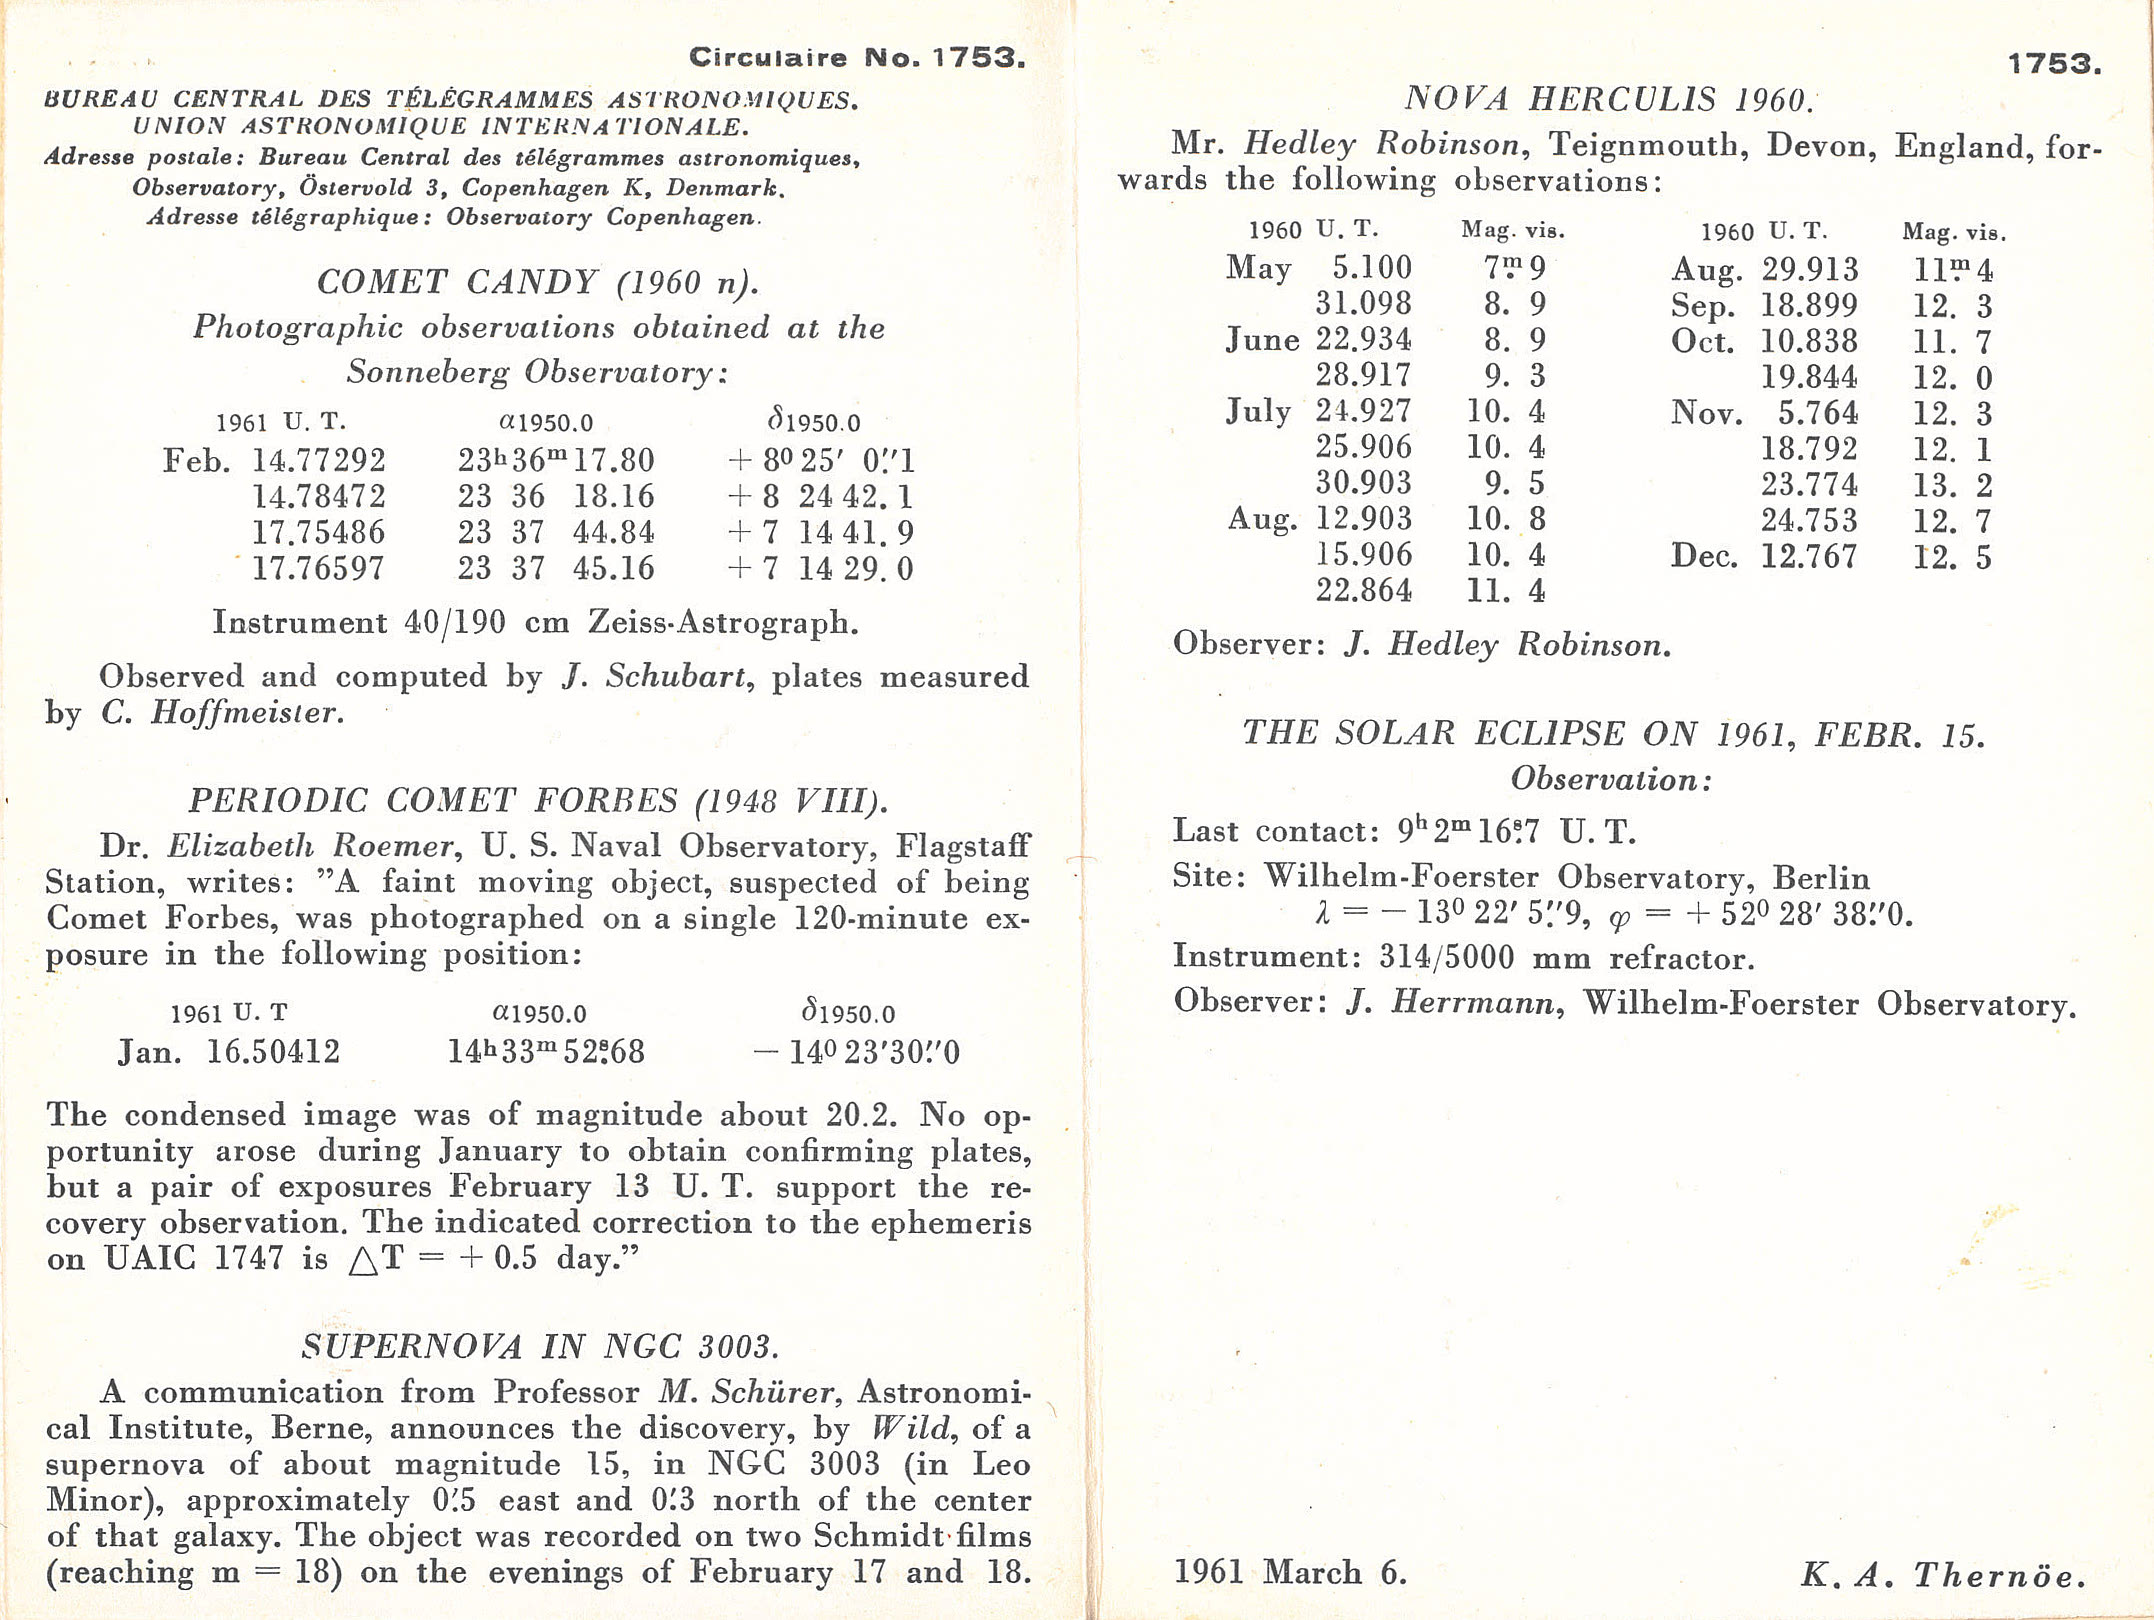 Circulaire No. 1753.
BUREAU CENTRAL DES TÉLÉGRAMMES ASTRONOMIQUES.
UNION ASTRONOMIQUE INTERNATIONALE.
Adresse postale: Bureau Central des télégrammes astronomiques,
Observatory, Östervold 3, Copenhagen K, Denmark.
Adresse télégraphique: Observatory Copenhagen.
COMET CANDY (1960 n).
Photographic observations obtained at the
Sonneberg Observatory:
1961 U. T. α1950.0 δ1950.0
Feb. 14.77292 23ʰ36ᵐ17.80 + 8⁰ 25′ 0″.1
14.78472 23 36 18.16 + 8 24 42. 1
17.75486 23 37 44.84 + 7 14 41. 9
17.76597 23 37 45.16 + 7 14 29. 0
Instrument 40/190 cm Zeiss-Astrograph.
Observed and computed by J. Schubart, plates measured
by C. Hoffmeister.
PERIODIC COMET FORBES (1948 VIII).
Dr. Elizabeth Roemer, U. S. Naval Observatory, Flagstaff
Station, writes: ”A faint moving object, suspected of being
Comet Forbes, was photographed on a single 120-minute ex-
posure in the following position:
1961 U. T α1950.0 δ1950.0
Jan. 16.50412 14ʰ33ᵐ52ˢ.68 − 14⁰ 23′30″.0
The condensed image was of magnitude about 20.2. No op-
portunity arose during January to obtain confirming plates,
but a pair of exposures February 13 U. T. support the re-
covery observation. The indicated correction to the ephemeris
on UAIC 1747 is △T = + 0.5 day.”
SUPERNOVA IN NGC 3003.
A communication from Professor M. Schürer, Astronomi-
cal Institute, Berne, announces the discovery, by Wild, of a
supernova of about magnitude 15, in NGC 3003 (in Leo
Minor), approximately 0′.5 east and 0′.3 north of the center
of that galaxy. The object was recorded on two Schmidt-films
(reaching m = 18) on the evenings of February 17 and 18.
1753.
NOVA HERCULIS 1960.
Mr. Hedley Robinson, Teignmouth, Devon, England, for-
wards the following observations:
1960 U. T. Mag. vis. 1960 U. T. Mag. vis.
May 5.100 7ᵐ.9 Aug. 29.913 11ᵐ.4
31.098 8. 9 Sep. 18.899 12. 3
June 22.934 8. 9 Oct. 10.838 11. 7
28.917 9. 3 19.844 12. 0
July 24.927 10. 4 Nov. 5.764 12. 3
25.906 10. 4 18.792 12. 1
30.903 9. 5 23.774 13. 2
Aug. 12.903 10. 8 24.753 12. 7
15.906 10. 4 Dec. 12.767 12. 5
22.864 11. 4
Observer: J. Hedley Robinson.
THE SOLAR ECLIPSE ON 1961, FEBR. 15.
Observation:
Last contact: 9ʰ2ᵐ16ˢ.7 U. T.
Site: Wilhelm-Foerster Observatory, Berlin
λ = − 13⁰ 22′ 5″.9, φ = + 52⁰ 28′ 38″.0.
Instrument: 314/5000 mm refractor.
Observer: J. Herrmann, Wilhelm-Foerster Observatory.
1961 March 6.
K. A. Thernöe.